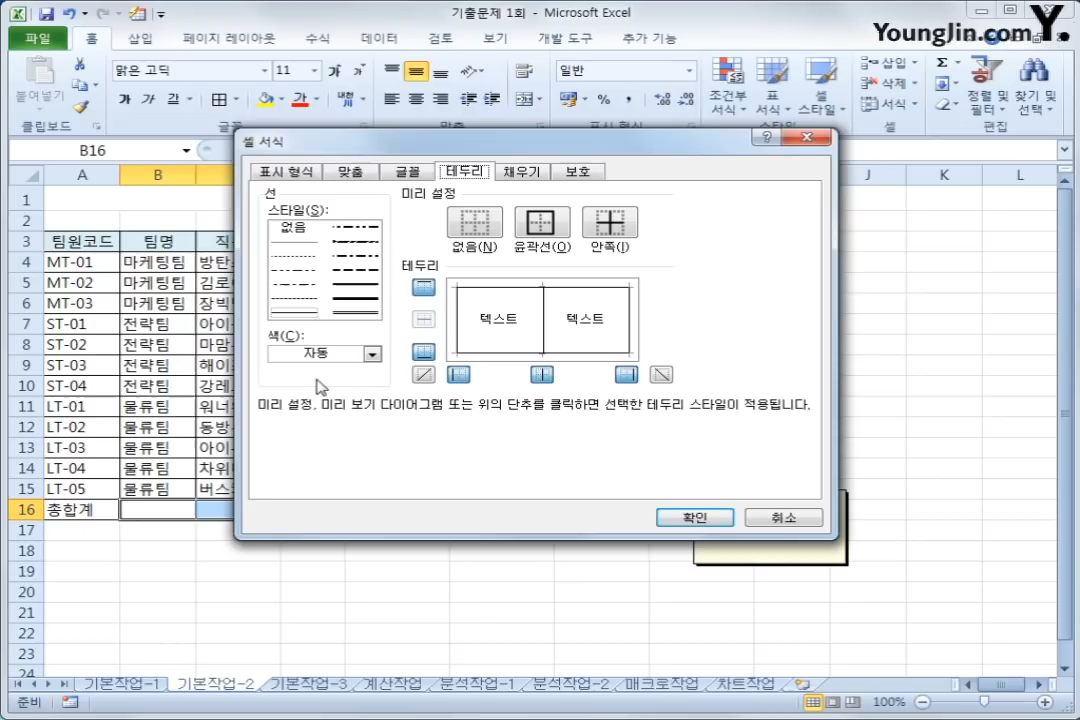 기출문제 1회 - Microsoft Excel
YoungJin.com Y.
파일 홈 삽입 페이지 레이아웃 수식 데이터 검토 보기 개발 도구 추가 기능
붙여넣기
맑은 고딕 11
가 가 가
일반
조건부 서식
표 서식
셀 스타일
삽입
삭제
서식
정렬 및 필터
찾기 및 선택
클립보드 글꼴 맞춤 표시 형식 스타일 셀 편집
B16
셀 서식
표시 형식 맞춤 글꼴 테두리 채우기 보호
선
스타일(S):
없음
색(C):
자동
미리 설정
없음(N) 윤곽선(O) 안쪽(I)
테두리
텍스트 텍스트
미리 설정, 미리 보기 다이어그램 또는 위의 단추를 클릭하면 선택한 테두리 스타일이 적용됩니다.
확인 취소
A B J K L
1
2
3 팀원코드 팀명
4 MT-01 마케팅팀
5 MT-02 마케팅팀
6 MT-03 마케팅팀
7 ST-01 전략팀
8 ST-02 전략팀
9 ST-03 전략팀
10 ST-04 전략팀
11 LT-01 물류팀
12 LT-02 물류팀
13 LT-03 물류팀
14 LT-04 물류팀
15 LT-05 물류팀
16 종합계
17
18
19
20
21
22
23
24
기본작업-1 기본작업-2 기본작업-3 계산작업 분석작업-1 분석작업-2 매크로작업 차트작업
준비 100%